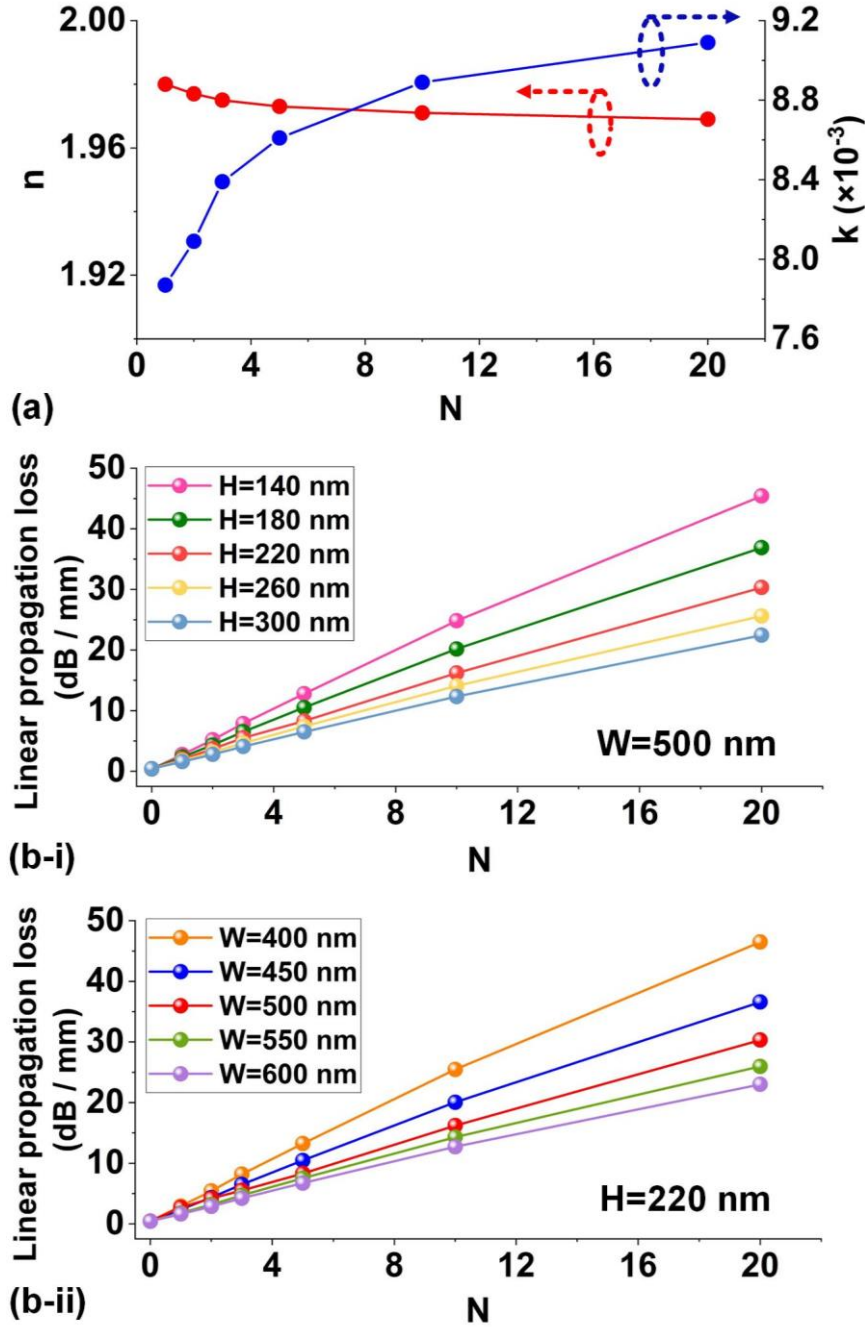 2.00
1.96
1.92
n
9.2
8.8
8.4
8.0
7.6
k (×10⁻³)
0 4 8 12 16 20
N
(a)
Linear propagation loss
(dB / mm)
50
40
30
20
10
0
H=140 nm
H=180 nm
H=220 nm
H=260 nm
H=300 nm
W=500 nm
0 4 8 12 16 20
N
(b-i)
Linear propagation loss
(dB / mm)
50
40
30
20
10
0
W=400 nm
W=450 nm
W=500 nm
W=550 nm
W=600 nm
H=220 nm
0 4 8 12 16 20
N
(b-ii)